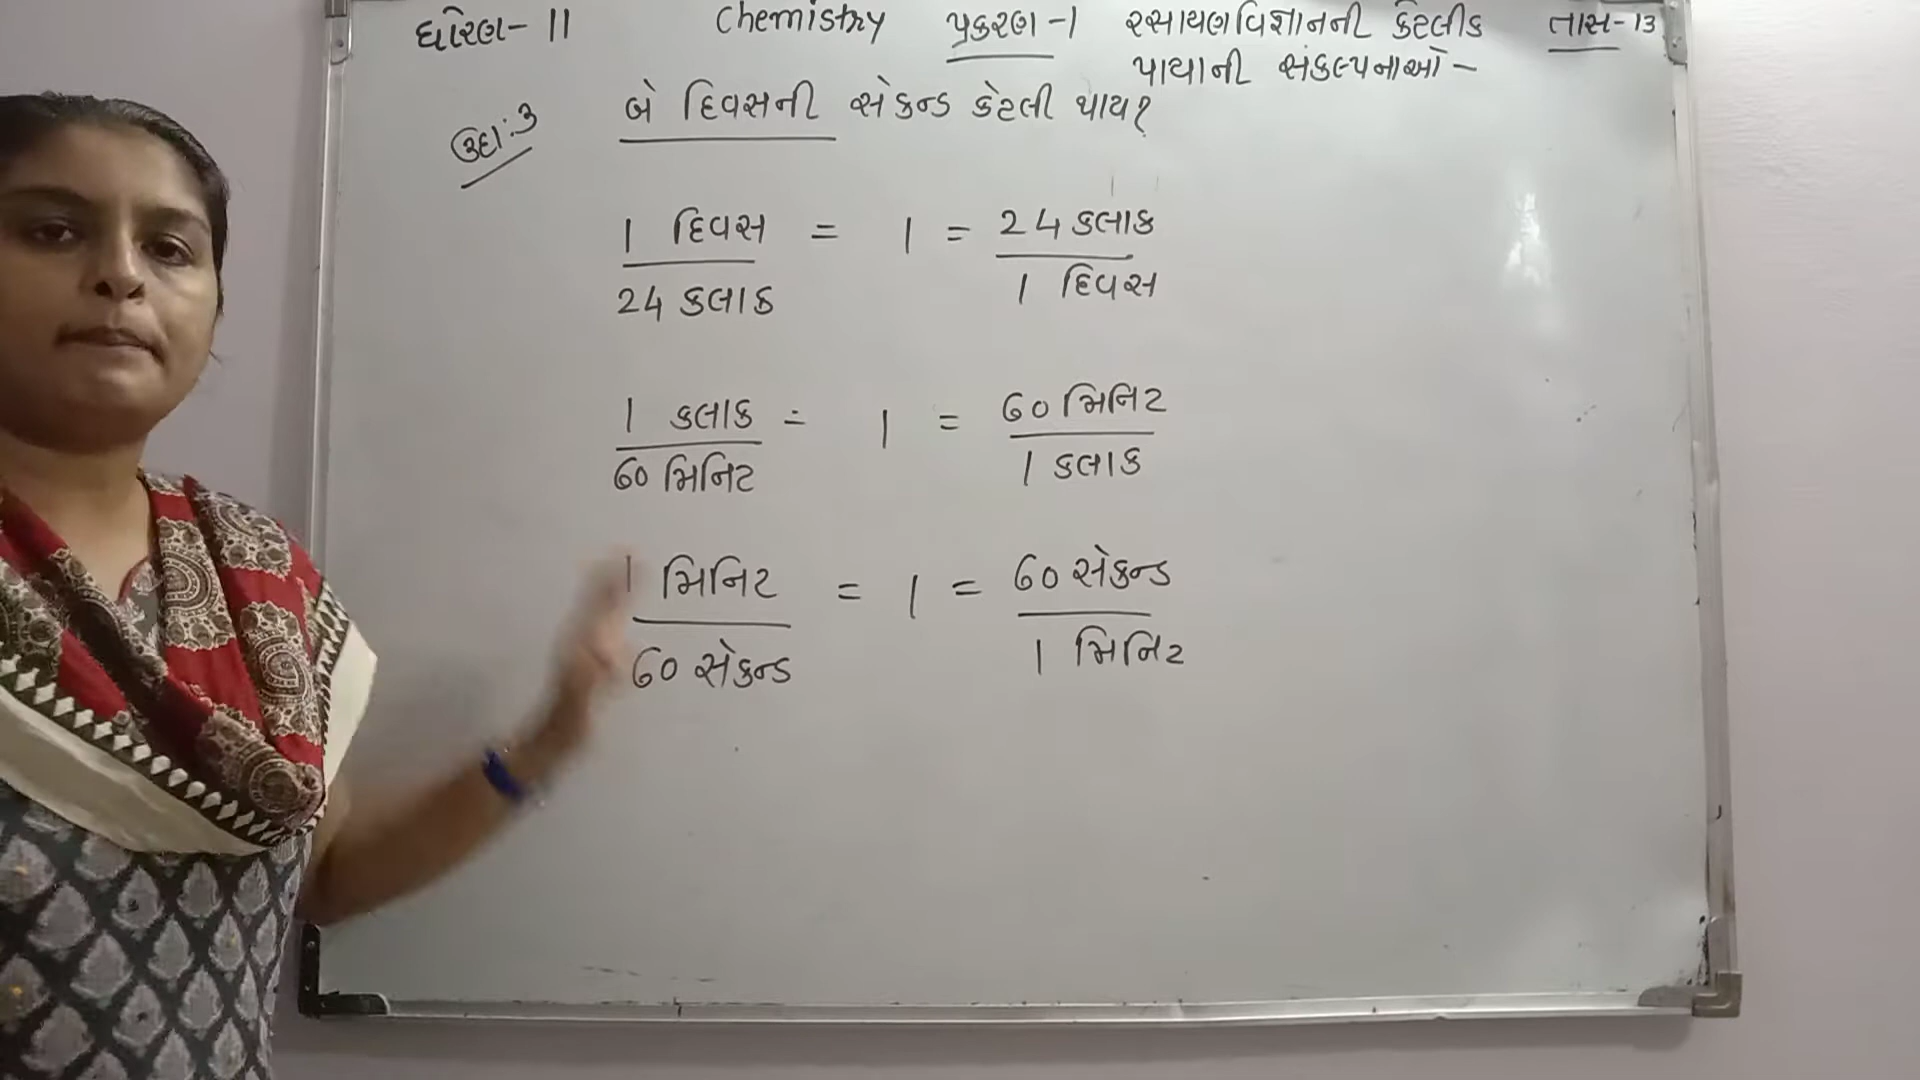 ધોરણ- 11 Chemistry પ્રકરણ -1 રસાયણવિજ્ઞાનની કેટલીક તાસ-13
પાયાની સંકલ્પનાઓ -
ઉદા:3 બે દિવસની સેકન્ડ કેટલી થાય?
1 દિવસ = 1 = 24 કલાક
24 કલાક 1 દિવસ
1 કલાક = 1 = 60 મિનિટ
60 મિનિટ 1 કલાક
1 મિનિટ = 1 = 60 સેકન્ડ
60 સેકન્ડ 1 મિનિટ